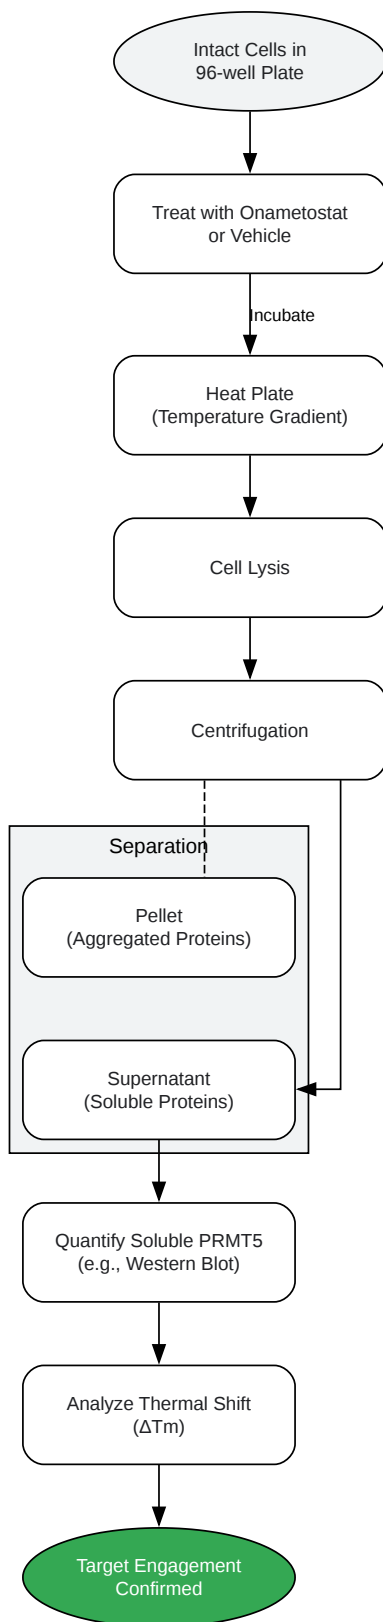 Intact Cells in
96-well Plate
Treat with Onametostat
or Vehicle
Incubate
Heat Plate
(Temperature Gradient)
Cell Lysis
Centrifugation
Separation
Pellet
(Aggregated Proteins)
Supernatant
(Soluble Proteins)
Quantify Soluble PRMT5
(e.g., Western Blot)
Analyze Thermal Shift
(ΔTm)
Target Engagement
Confirmed